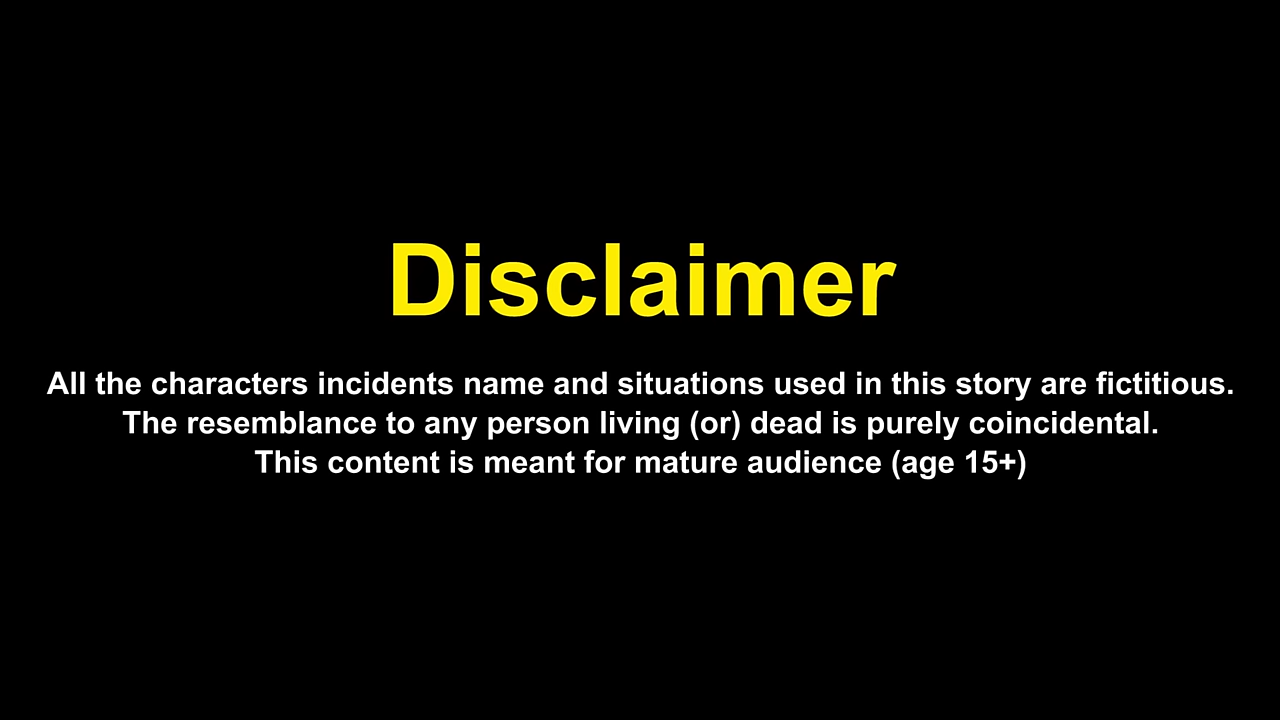 Disclaimer
All the characters incidents name and situations used in this story are fictitious.
The resemblance to any person living (or) dead is purely coincidental.
This content is meant for mature audience (age 15+)